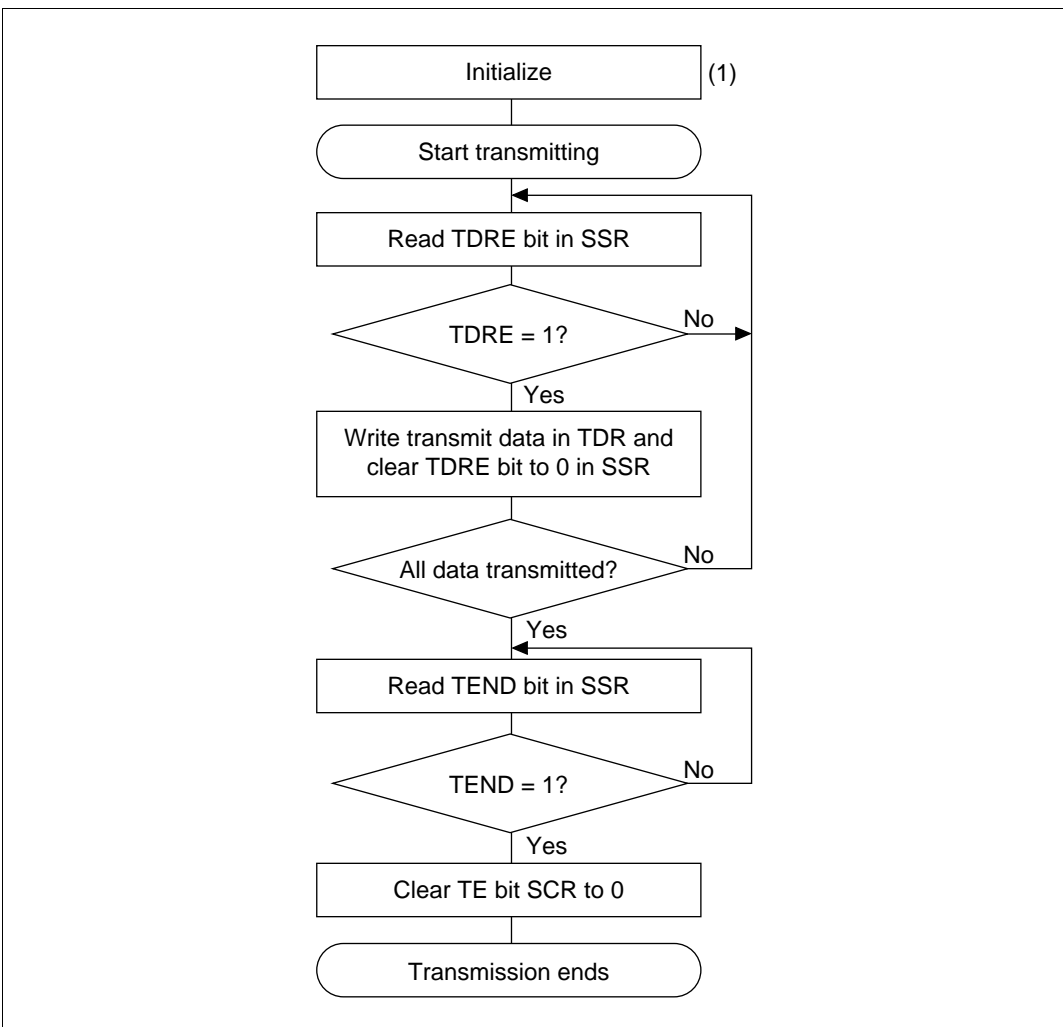 Initialize
(1)
Start transmitting
Read TDRE bit in SSR
TDRE = 1?
No
Yes
Write transmit data in TDR and
clear TDRE bit to 0 in SSR
All data transmitted?
No
Yes
Read TEND bit in SSR
TEND = 1?
No
Yes
Clear TE bit SCR to 0
Transmission ends